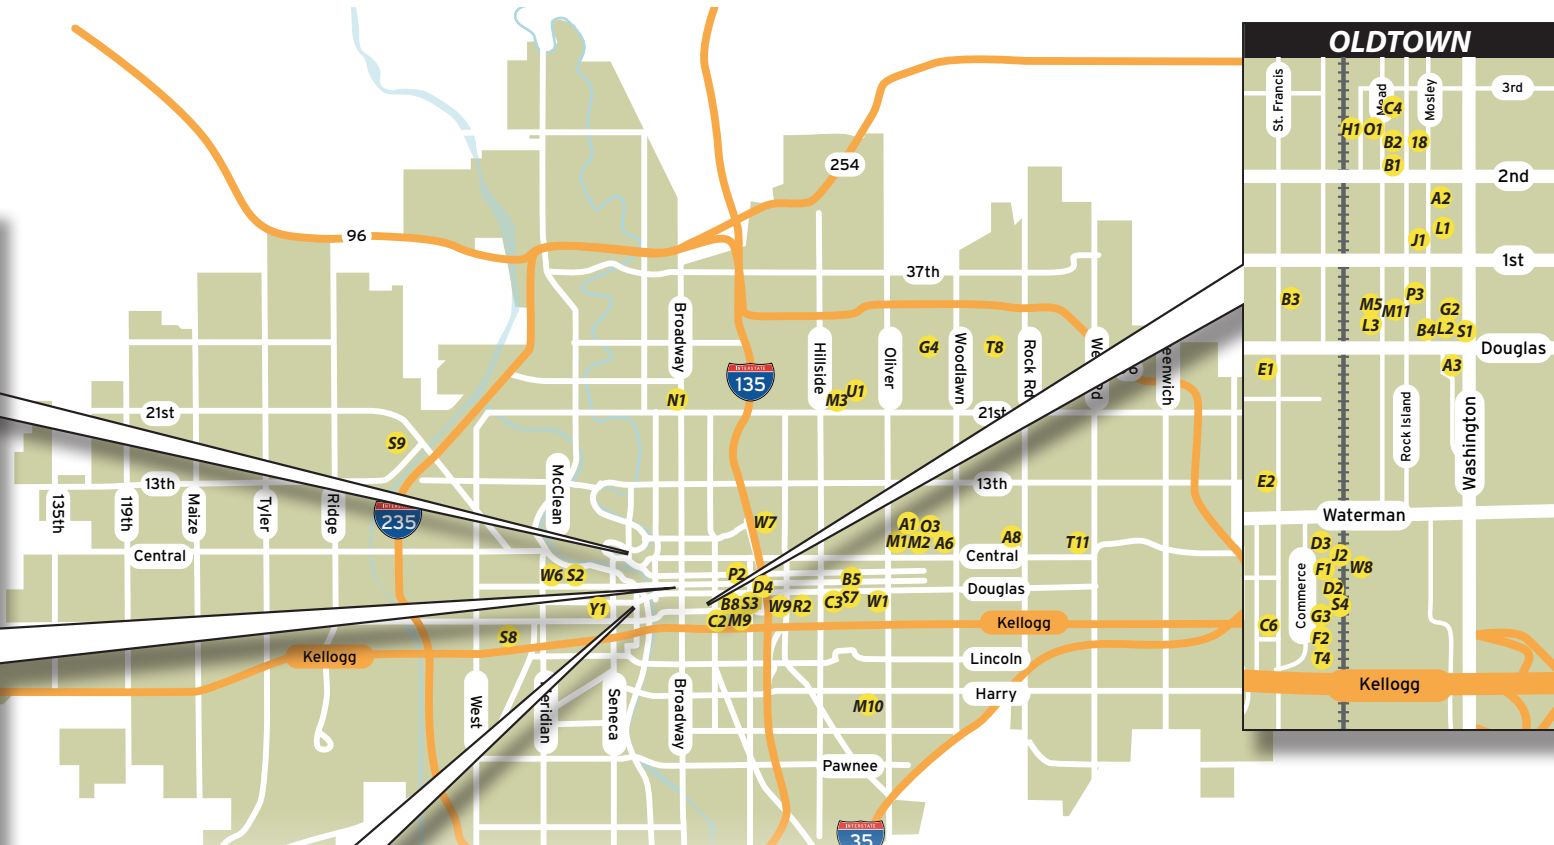 OLDTOWN
St. Francis
Mead
Mosley
3rd
C4
H1
O1
B2
18
B1
2nd
A2
L1
J1
1st
B3
M5
M11
P3
G2
L3
B4
L2
S1
Douglas
A3
E1
Rock Island
Washington
E2
Waterman
D3
J2
F1
W8
D2
S4
G3
F2
T4
Commerce
C6
Kellogg
254
96
37th
Broadway
Hillside
Oliver
Woodlawn
Rock Rd
G4
T8
INTERSTATE
135
N1
M3
U1
21st
21st
S9
13th
13th
135th
119th
Maize
Tyler
Ridge
INTERSTATE
235
McClean
W7
A1
O3
M1
M2
A6
A8
T11
Central
Central
W6
S2
P2
D4
B5
Douglas
Y1
B8
S3
W9
R2
C3
S7
W1
C2
M9
S8
Kellogg
Kellogg
Lincoln
Harry
West
Seneca
Broadway
M10
Pawnee
INTERSTATE
35